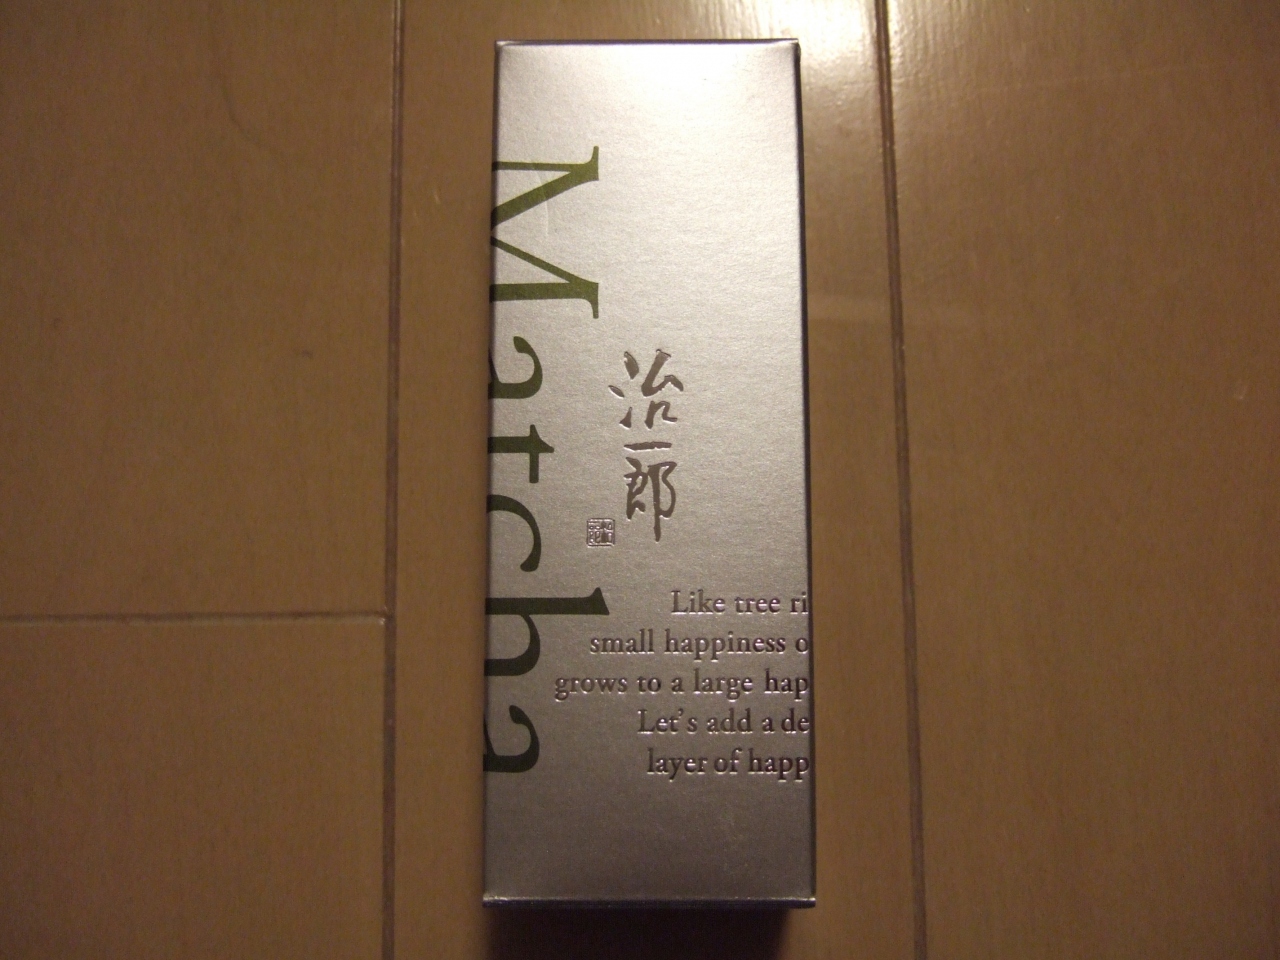 Matcha
治一郎
Like tree ri
small happiness o
grows to a large hap
Let's add a de
layer of happ